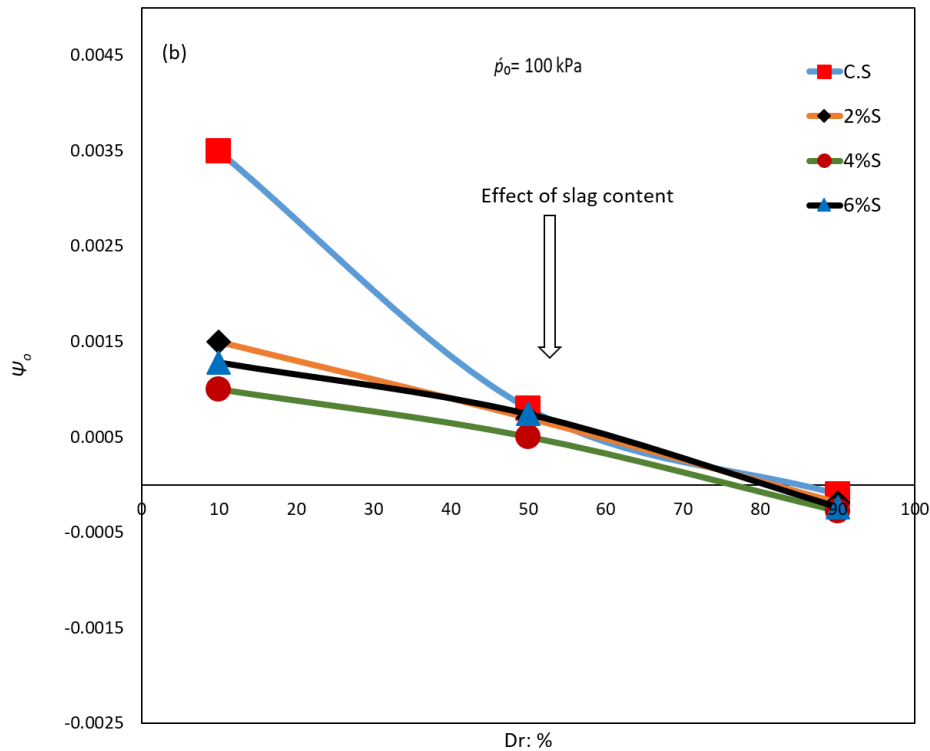 (b)
ṕ₀= 100 kPa
C.S
2%S
4%S
6%S
Effect of slag content
0.0045
0.0035
0.0025
0.0015
0.0005
-0.0005
-0.0015
-0.0025
Ψₒ
0 10 20 30 40 50 60 70 80 90 100
Dr: %